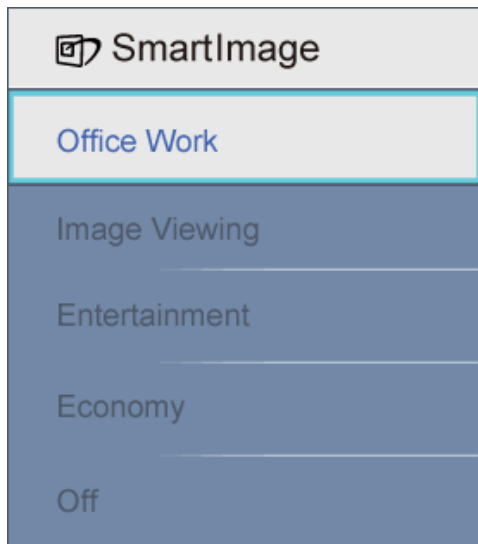 SmartImage
Office Work
Image Viewing
Entertainment
Economy
Off